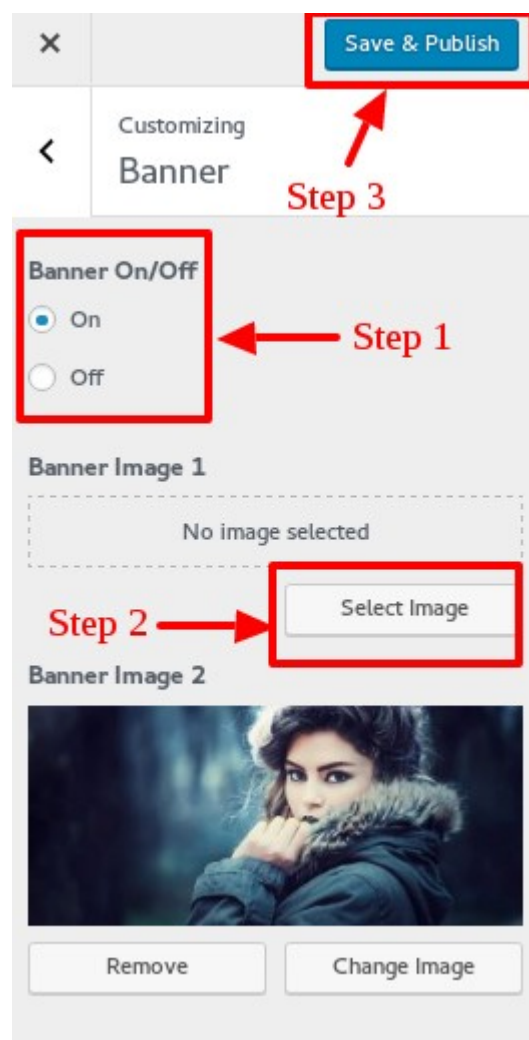 Save & Publish
Customizing
Banner
Step 3
Banner On/Off
On
Step 1
Off
Banner Image 1
No image selected
Select Image
Step 2
Banner Image 2
Remove
Change Image